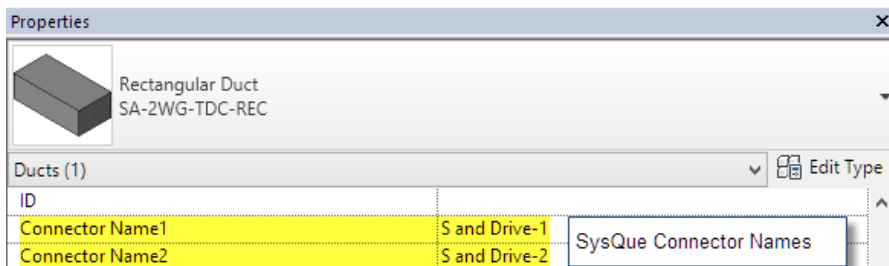 Properties
Rectangular Duct
SA-2WG-TDC-REC
Ducts (1) Edit Type
ID
Connector Name1 S and Drive-1
Connector Name2 S and Drive-2
SysQue Connector Names